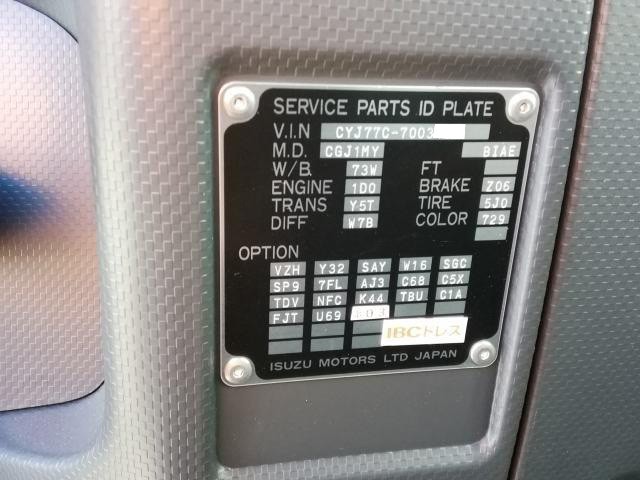 SERVICE PARTS ID PLATE
V.I.N CYJ77C-7003
M.D. CGJ1MY BIAE
W/B. 73W FT
ENGINE 1D0 BRAKE Z06
TRANS Y5T TIRE 5J0
DIFF W7B COLOR 729
OPTION
VZH Y32 SAY W16 SGC
SP9 7FL AJ3 C68 C5X
TDV NFC K44 TBU C1A
FJT U69 E03
IBCトレス
ISUZU MOTORS LTD JAPAN